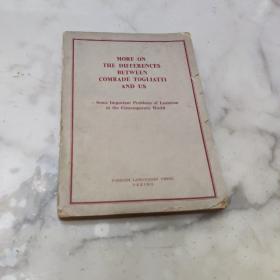 MORE ON
THE DIFFERENCES
BETWEEN
COMRADE TOGLIATTI
AND US
— Some Important Problems of Leninism
in the Contemporary World
FOREIGN LANGUAGES PRESS
PEKING